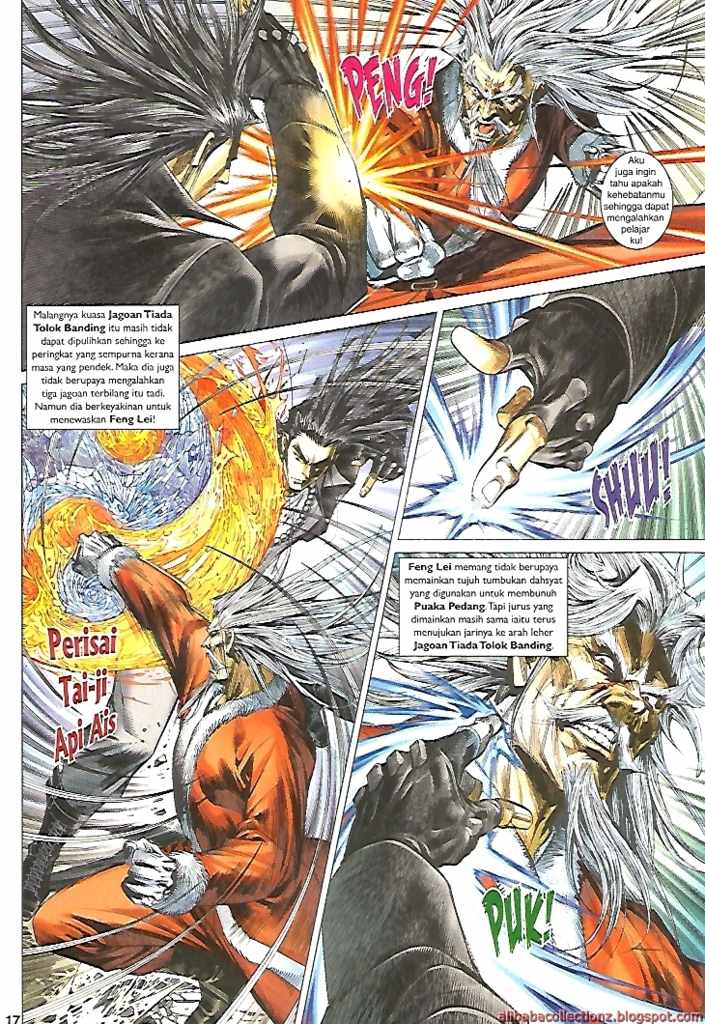 PENG!
Aku
juga ingin
tahu apakah
kehebatanmu
sehingga dapat
mengalahkan
pelajar
ku!
Malangnya kuasa Jagoan Tiada
Tolok Banding itu masih tidak
dapat dipulihkan sehingga ke
peringkat yang sempurna kerana
masa yang pendek. Maka dia juga
tidak berupaya mengalahkan
tiga jagoan terbilang itu tadi.
Namun dia berkeyakinan untuk
menewaskan Feng Lei!
SHUU!
Perisai
Tai-ji
Api Ais
Feng Lei memang tidak berupaya
memainkan tujuh tumbukan dahsyat
yang digunakan untuk membunuh
Puaka Pedang. Tapi jurus yang
dimainkan masih sama iaitu terus
menujukan jarinya ke arah leher
Jagoan Tiada Tolok Banding.
PUK!
17
alibabacollectionz.blogspot.com